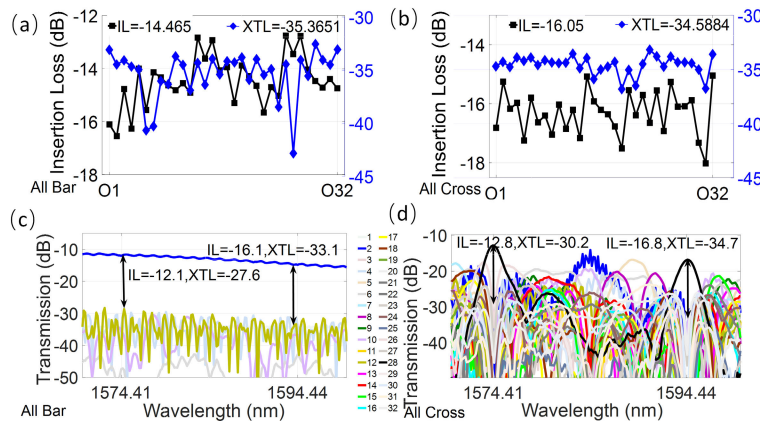 (a)
IL=-14.465
XTL=-35.3651
-12
-14
-16
-18
Insertion Loss (dB)
-30
-35
-40
-45
All Bar
O1
O32
(b)
IL=-16.05
XTL=-34.5884
-12
-14
-16
-18
Insertion Loss (dB)
-30
-35
-40
-45
All Cross
O1
O32
(c)
IL=-16.1,XTL=-33.1
IL=-12.1,XTL=-27.6
-10
-20
-30
-40
-50
Transmission (dB)
1574.41
1594.44
All Bar
Wavelength (nm)
1 17
2 18
3 19
4 20
5 21
6 22
7 23
8 24
9 25
10 26
11 27
12 28
13 29
14 30
15 31
16 32
(d)
IL=-12.8,XTL=-30.2
IL=-16.8,XTL=-34.7
-10
-20
-30
-40
Transmission (dB)
1574.41
1594.44
All Cross
Wavelength (nm)